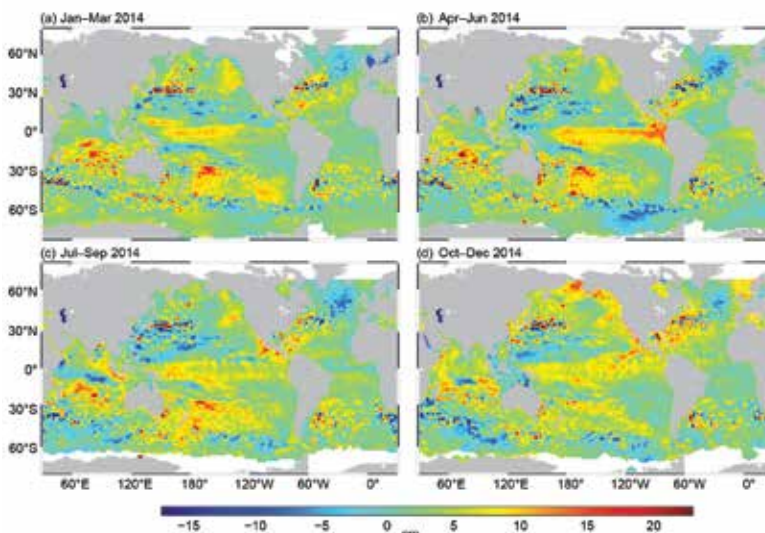 (a) Jan–Mar 2014
(b) Apr–Jun 2014
60°N
30°N
0°
30°S
60°S
(c) Jul–Sep 2014
(d) Oct–Dec 2014
60°N
30°N
0°
30°S
60°S
60°E 120°E 180° 120°W 60°W 0°
60°E 120°E 180° 120°W 60°W 0°
−15 −10 −5 0 5 10 15 20
cm